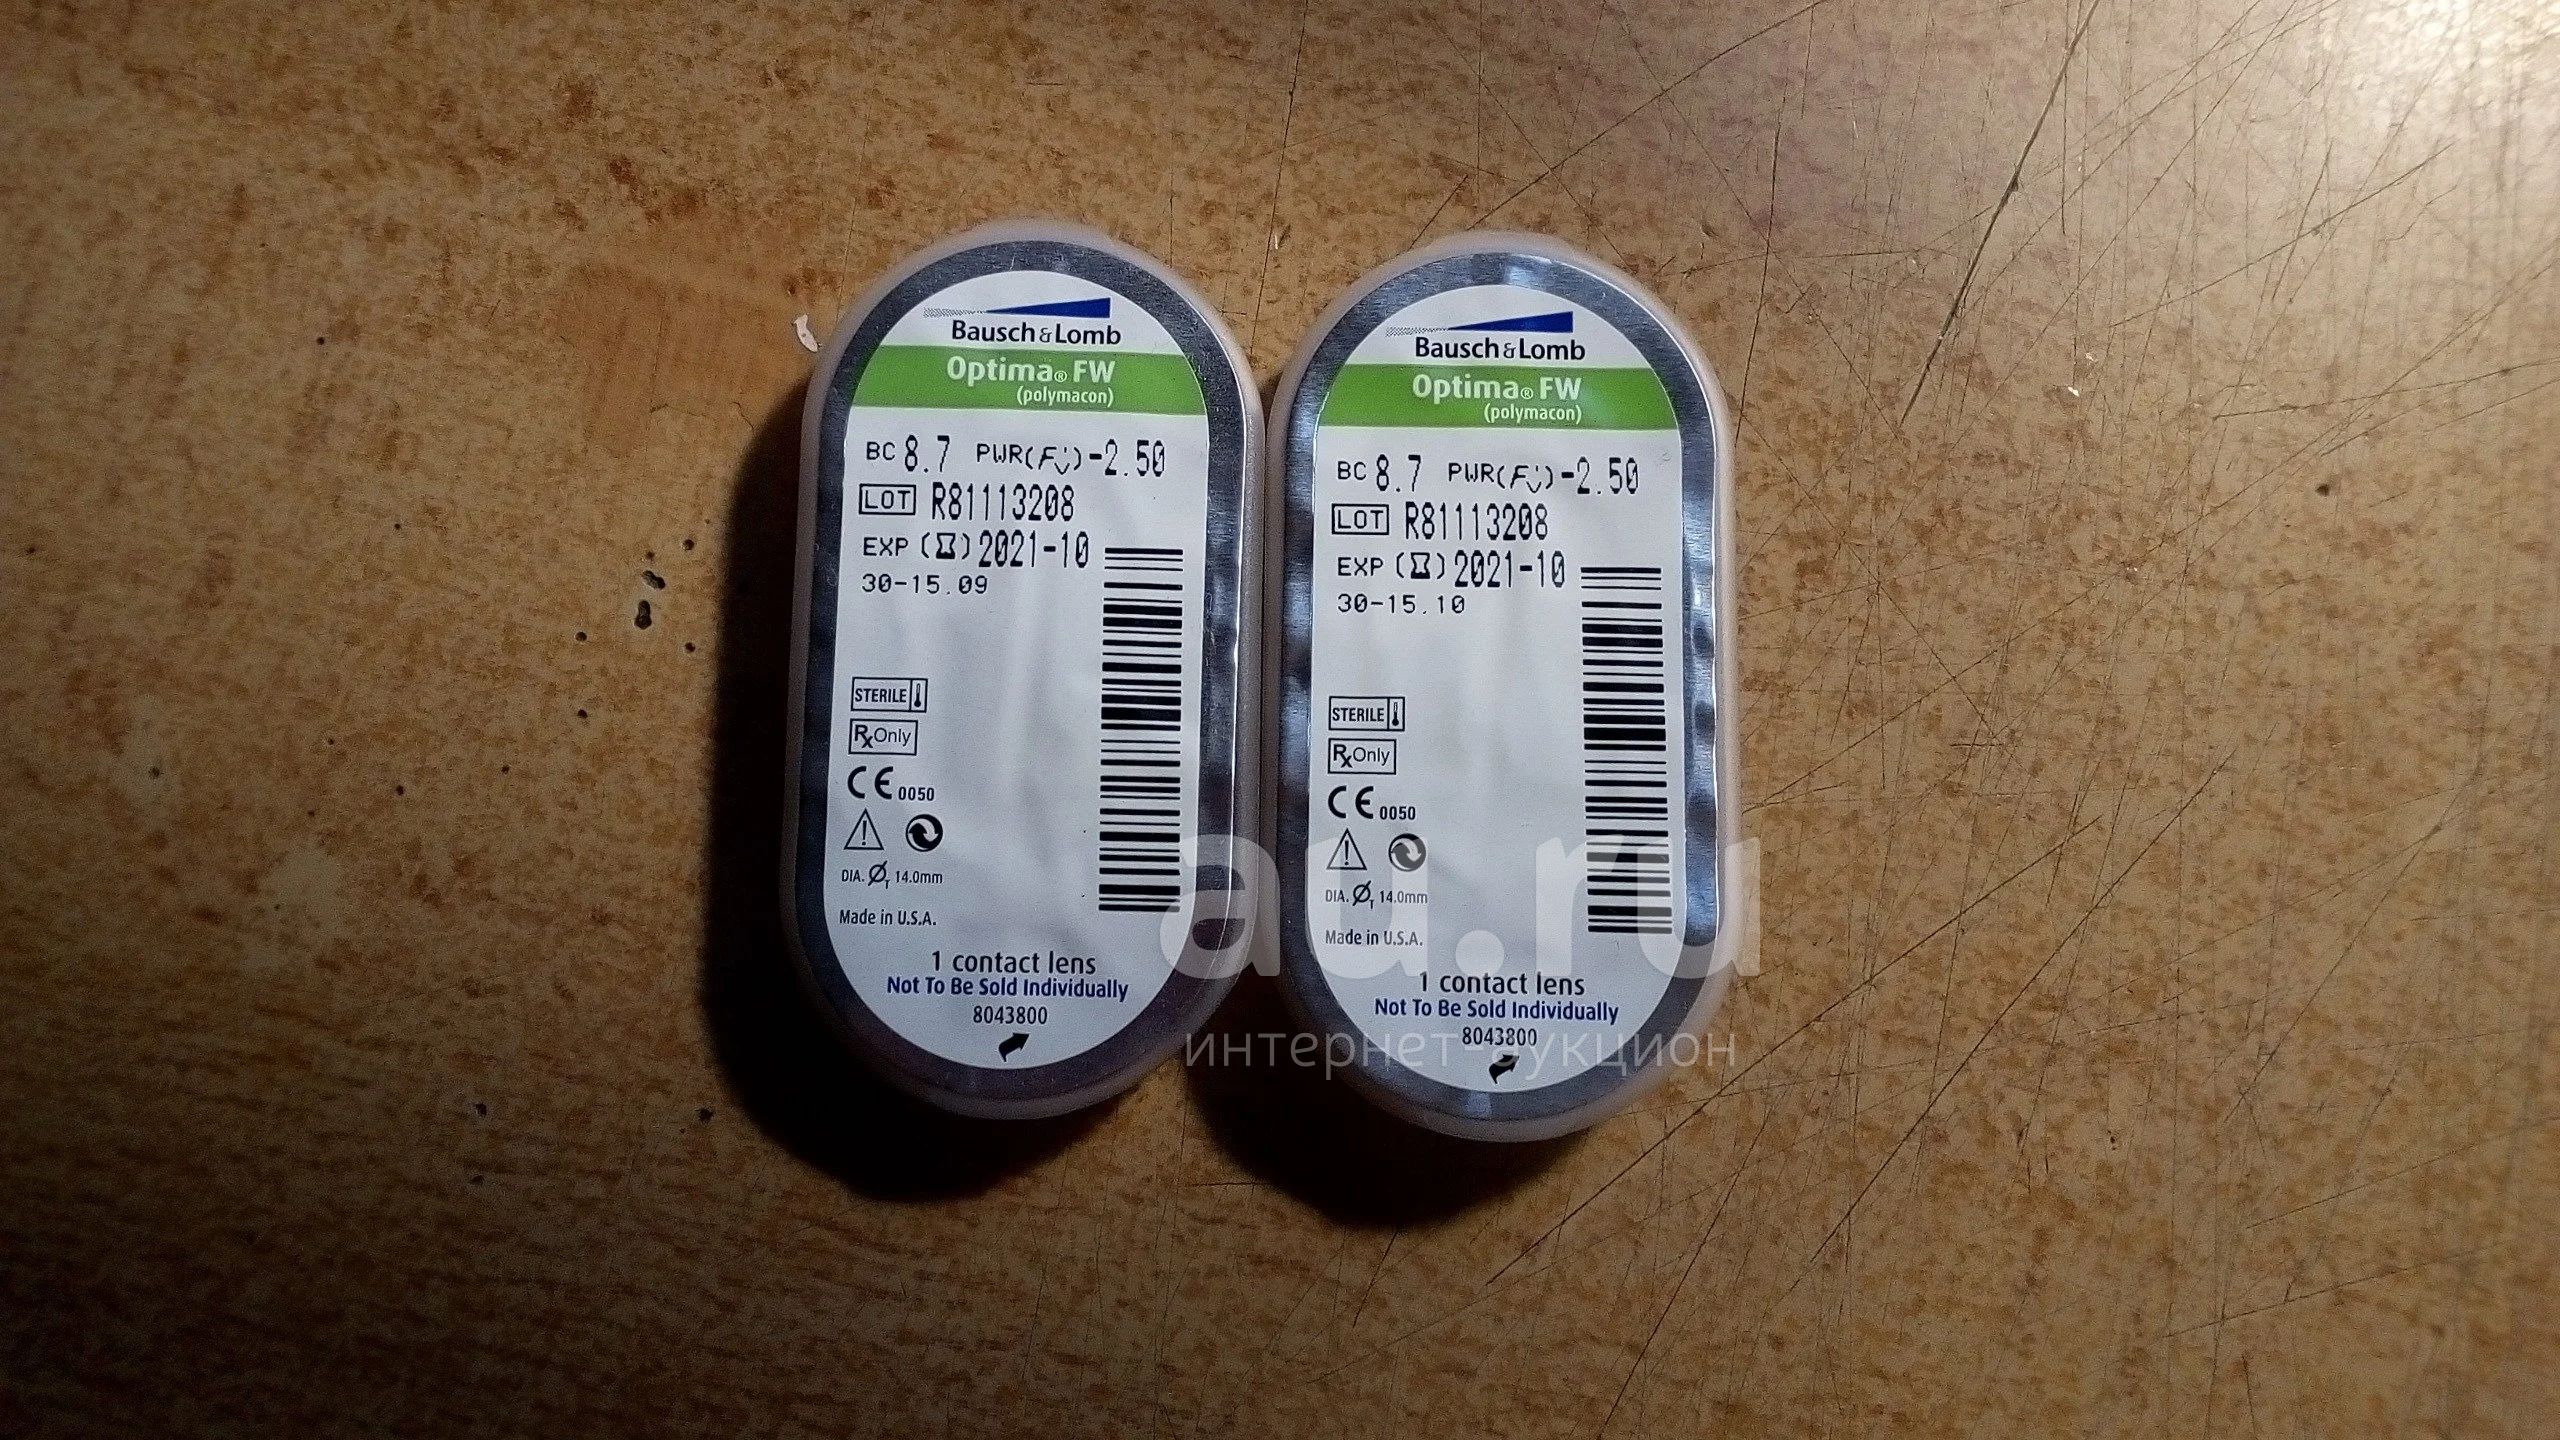 Bausch & Lomb
Optima® FW
(polymacon)
BC 8.7 PWR(F
)-2.50
LOT R81113208
EXP (⌛) 2021-10
30-15.09
STERILE
Rx Only
CE 0050
DIA. ØT 14.0mm
Made in U.S.A.
1 contact lens
Not To Be Sold Individually
8043800
Bausch & Lomb
Optima® FW
(polymacon)
BC 8.7 PWR(F
)-2.50
LOT R81113208
EXP (⌛) 2021-10
30-15.10
STERILE
Rx Only
CE 0050
DIA. ØT 14.0mm
Made in U.S.A.
1 contact lens
Not To Be Sold Individually
8043800
au.ru
интернет аукцион